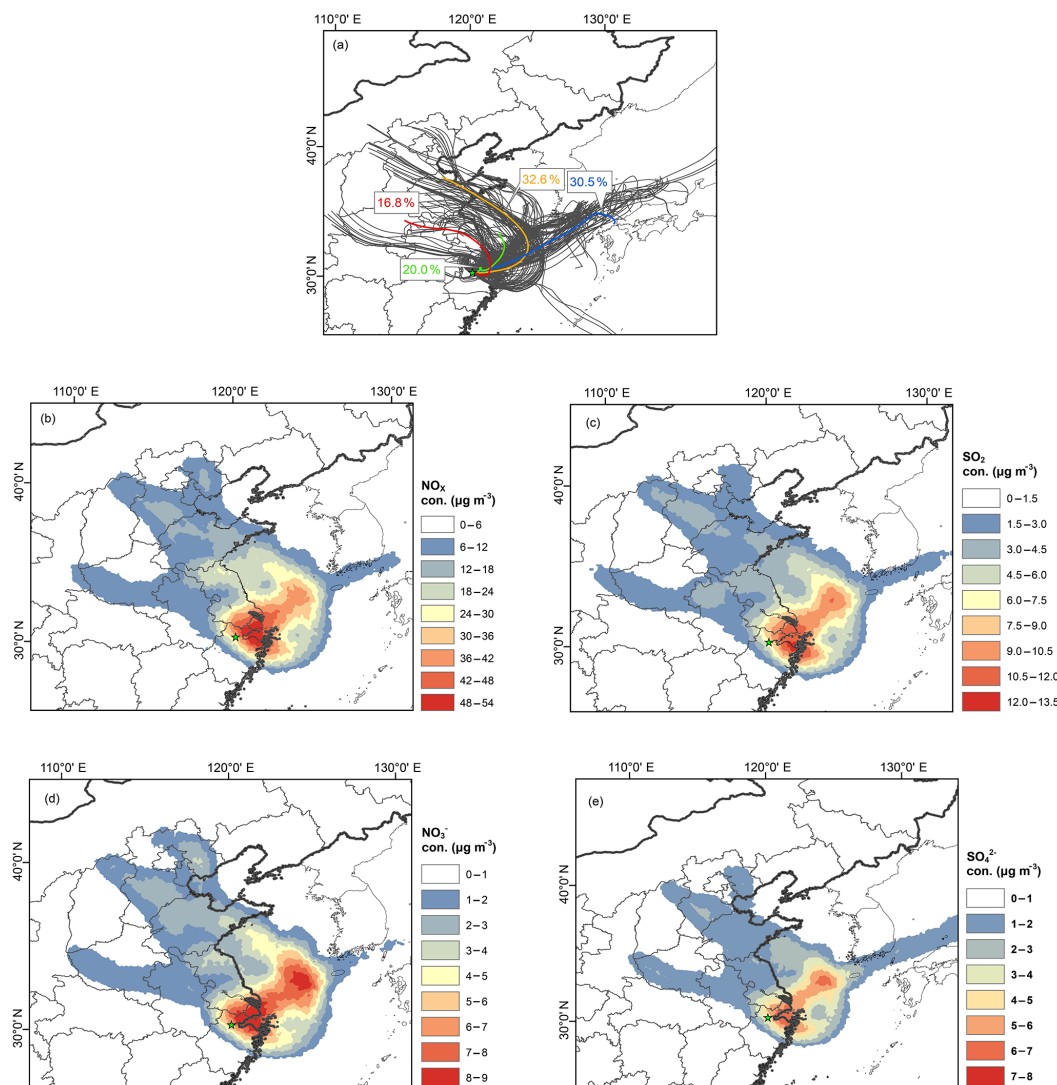 110°0' E 120°0' E 130°0' E
(a)
40°0' N
32.6 % 30.5 %
16.8 %
20.0 %
30°0' N
110°0' E 120°0' E 130°0' E
(b)
40°0' N
30°0' N
NOX
con. (µg m-3)
0 – 6
6 – 12
12 – 18
18 – 24
24 – 30
30 – 36
36 – 42
42 – 48
48 – 54
110°0' E 120°0' E 130°0' E
(c)
40°0' N
30°0' N
SO2
con. (µg m-3)
0 – 1.5
1.5 – 3.0
3.0 – 4.5
4.5 – 6.0
6.0 – 7.5
7.5 – 9.0
9.0 – 10.5
10.5 – 12.0
12.0 – 13.5
110°0' E 120°0' E 130°0' E
(d)
40°0' N
30°0' N
NO3-
con. (µg m-3)
0 – 1
1 – 2
2 – 3
3 – 4
4 – 5
5 – 6
6 – 7
7 – 8
8 – 9
110°0' E 120°0' E 130°0' E
(e)
40°0' N
30°0' N
SO42-
con. (µg m-3)
0 – 1
1 – 2
2 – 3
3 – 4
4 – 5
5 – 6
6 – 7
7 – 8